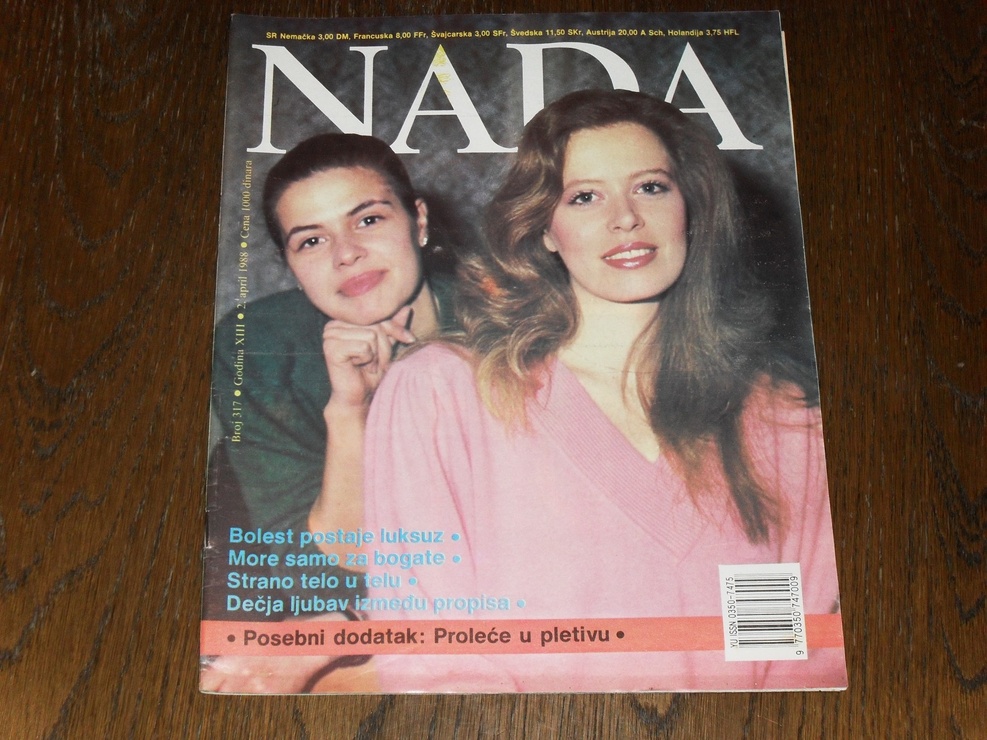 SR Nemačka 3,00 DM, Francuska 8,00 FFr, Švajcarska 3,00 SFr, Švedska 11,50 SKr, Austrija 20,00 A Sch, Holandija 3,75 HFL
NADA
Broj 317 • Godina XIII • 2. april 1988 • Cena 1000 dinara
Bolest postaje luksuz •
More samo za bogate •
Strano telo u telu •
Dečja ljubav između propisa •
• Posebni dodatak: Proleće u pletivu •
YU ISSN 0350-7475
9 770350 747009